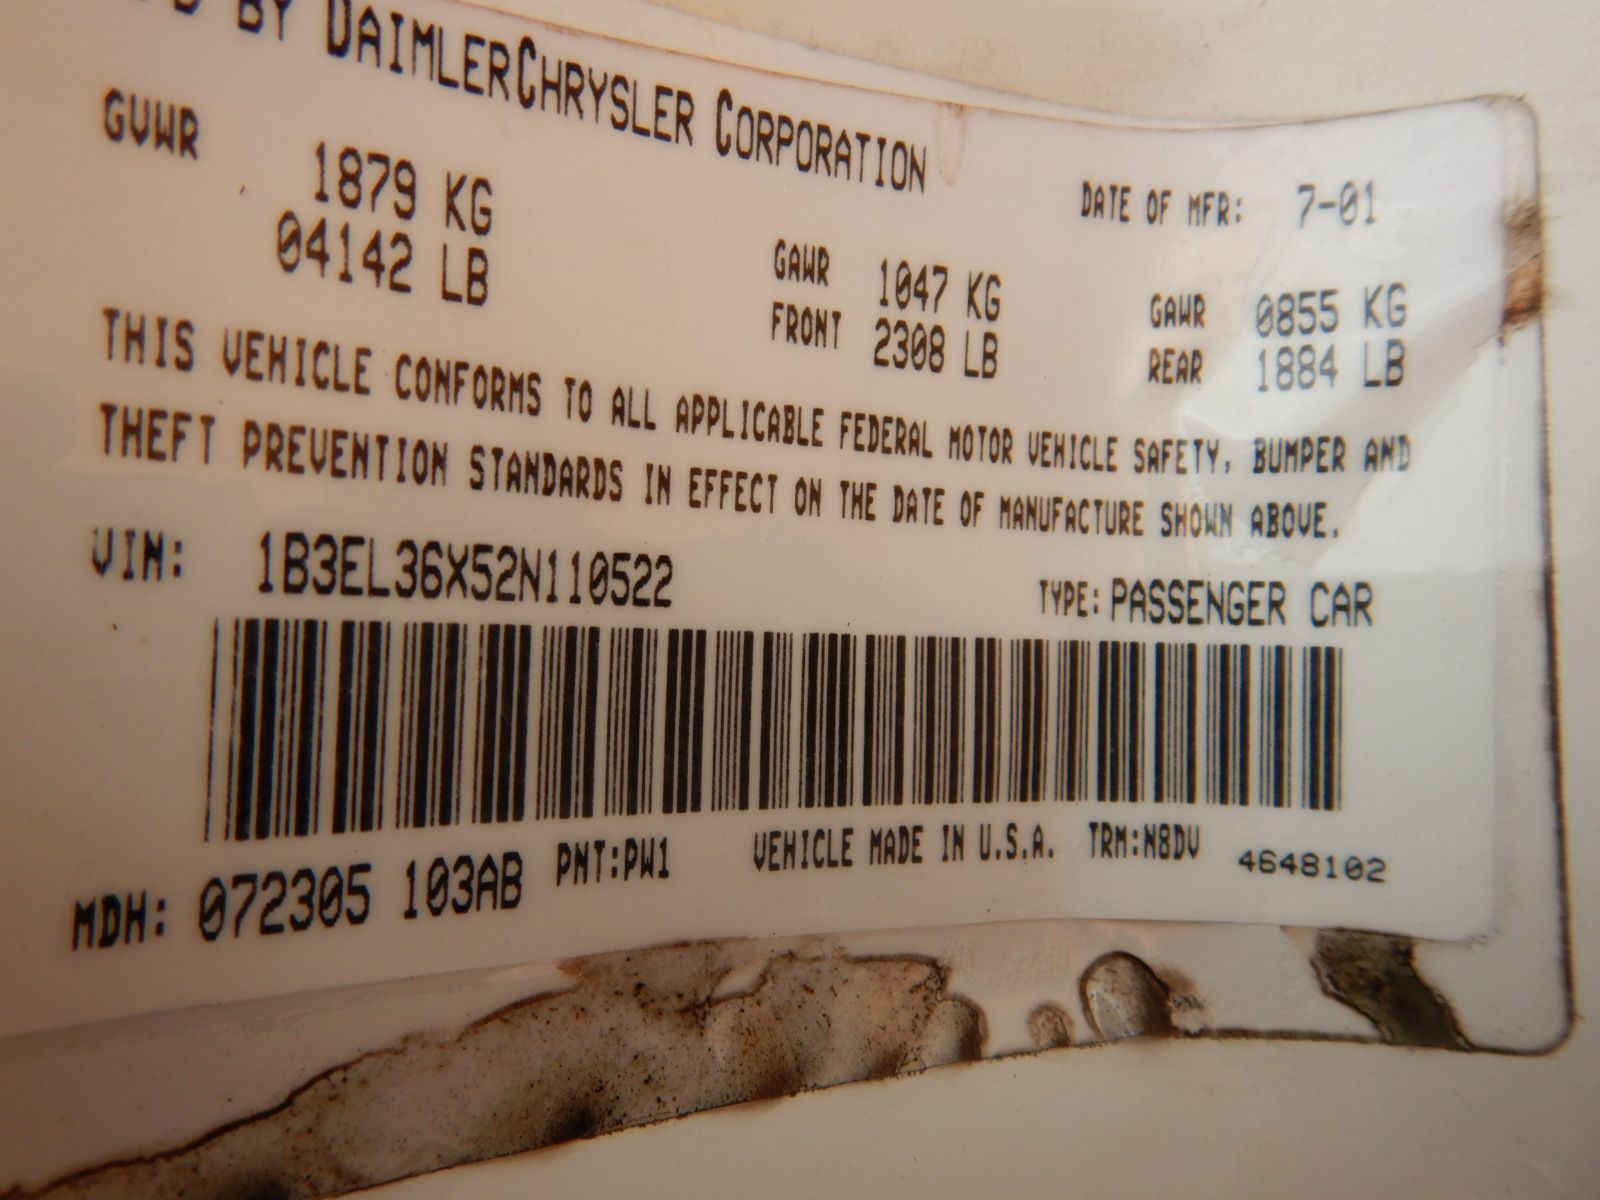 BY DAIMLERCHRYSLER CORPORATION
DATE OF MFR: 7-01
GVWR 1879 KG
04142 LB
GAWR 1047 KG
FRONT 2308 LB
GAWR 0855 KG
REAR 1884 LB
THIS VEHICLE CONFORMS TO ALL APPLICABLE FEDERAL MOTOR VEHICLE SAFETY, BUMPER AND
THEFT PREVENTION STANDARDS IN EFFECT ON THE DATE OF MANUFACTURE SHOWN ABOVE.
VIN: 1B3EL36X52N110522
TYPE: PASSENGER CAR
MDH: 072305 103AB PNT:PW1 VEHICLE MADE IN U.S.A. TRM:N8DV 4648102